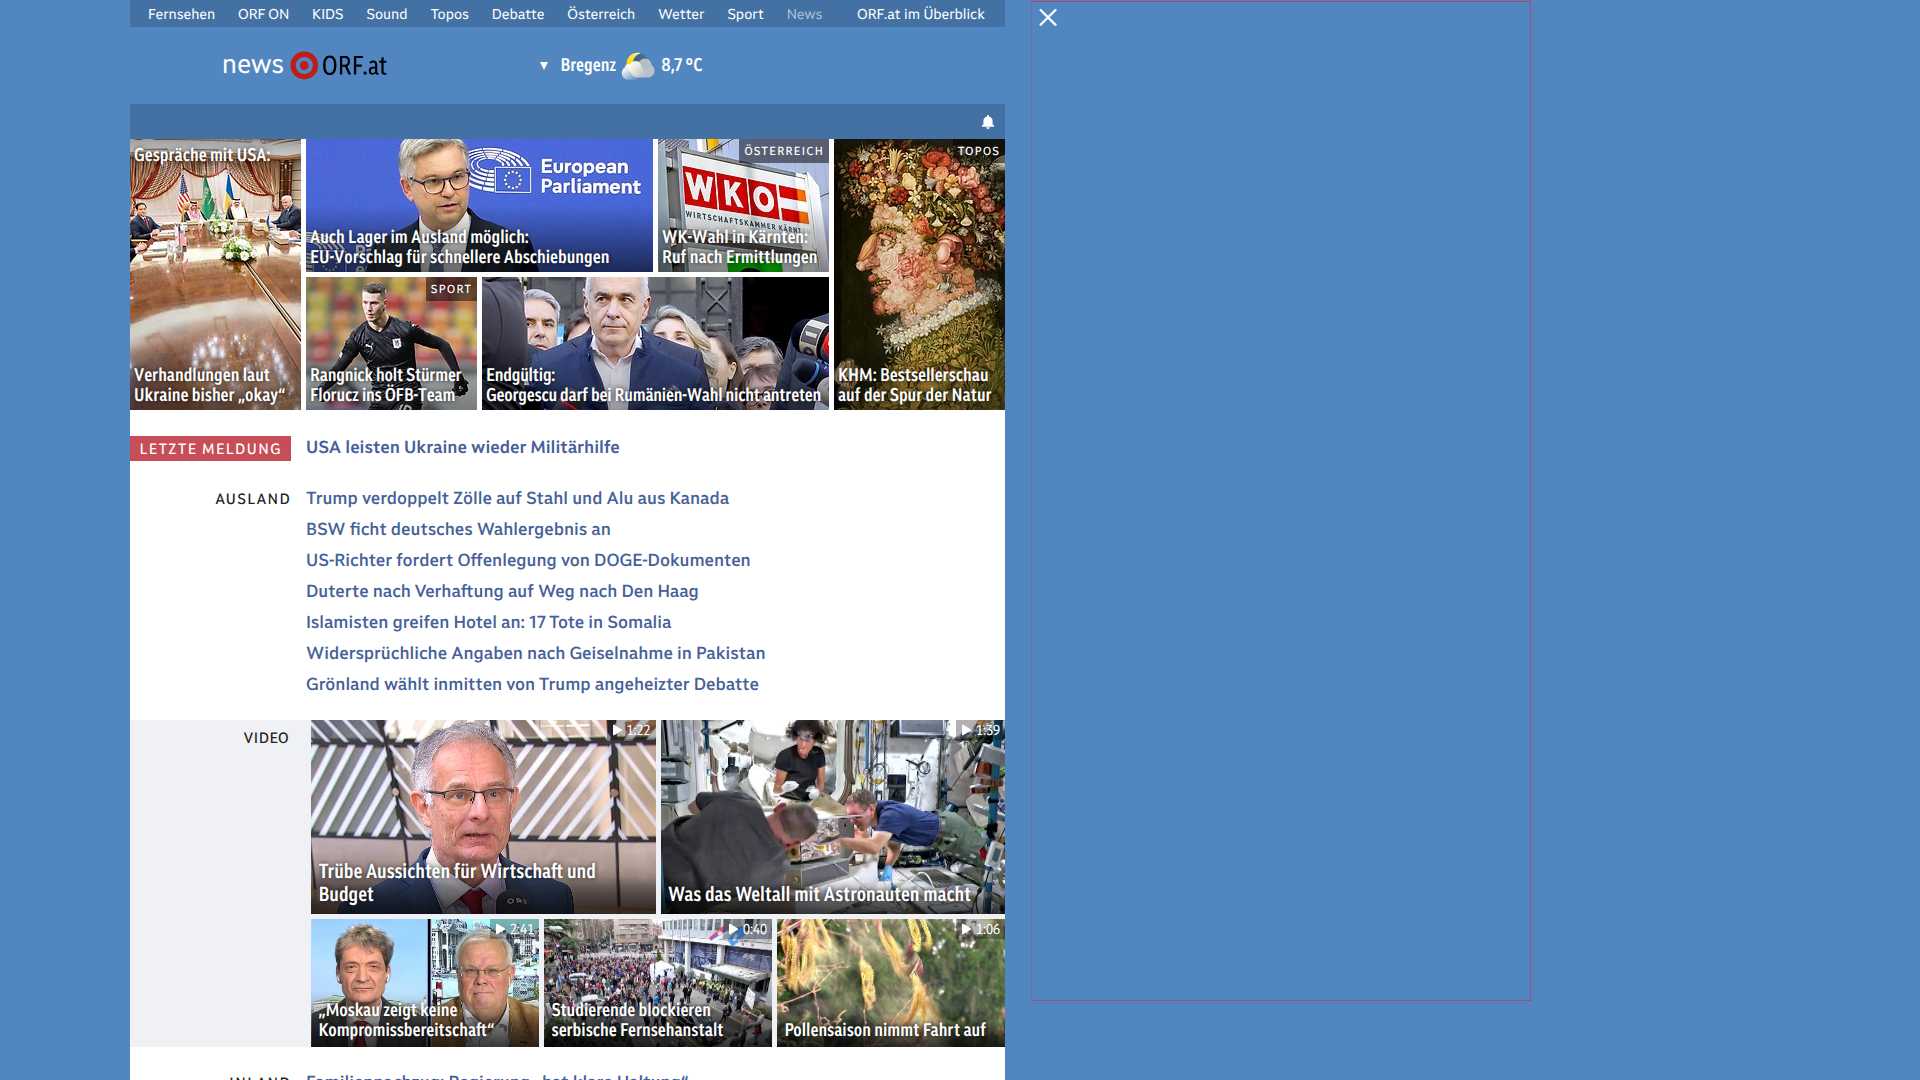 Fernsehen ORF ON KIDS Sound Topos Debatte Österreich Wetter Sport News ORF.at im Überblick
news ORF.at
Bregenz 8,7 °C
Gespräche mit USA:
Verhandlungen laut
Ukraine bisher „okay“
European
Parliament
Auch Lager im Ausland möglich:
EU-Vorschlag für schnellere Abschiebungen
ÖSTERREICH
WKO
WIRTSCHAFTSKAMMER KÄRNT
WK-Wahl in Kärnten:
Ruf nach Ermittlungen
TOPOS
KHM: Bestsellerschau
auf der Spur der Natur
SPORT
Rangnick holt Stürmer
Florucz ins ÖFB-Team
Endgültig:
Georgescu darf bei Rumänien-Wahl nicht antreten
LETZTE MELDUNG
USA leisten Ukraine wieder Militärhilfe
AUSLAND
Trump verdoppelt Zölle auf Stahl und Alu aus Kanada
BSW ficht deutsches Wahlergebnis an
US-Richter fordert Offenlegung von DOGE-Dokumenten
Duterte nach Verhaftung auf Weg nach Den Haag
Islamisten greifen Hotel an: 17 Tote in Somalia
Widersprüchliche Angaben nach Geiselnahme in Pakistan
Grönland wählt inmitten von Trump angeheizter Debatte
VIDEO
1:22
Trübe Aussichten für Wirtschaft und
Budget
1:39
Was das Weltall mit Astronauten macht
2:41
„Moskau zeigt keine
Kompromissbereitschaft“
0:40
Studierende blockieren
serbische Fernsehanstalt
1:06
Pollensaison nimmt Fahrt auf
INLAND
Familiennachzug: Regierung „hat klare Haltung“